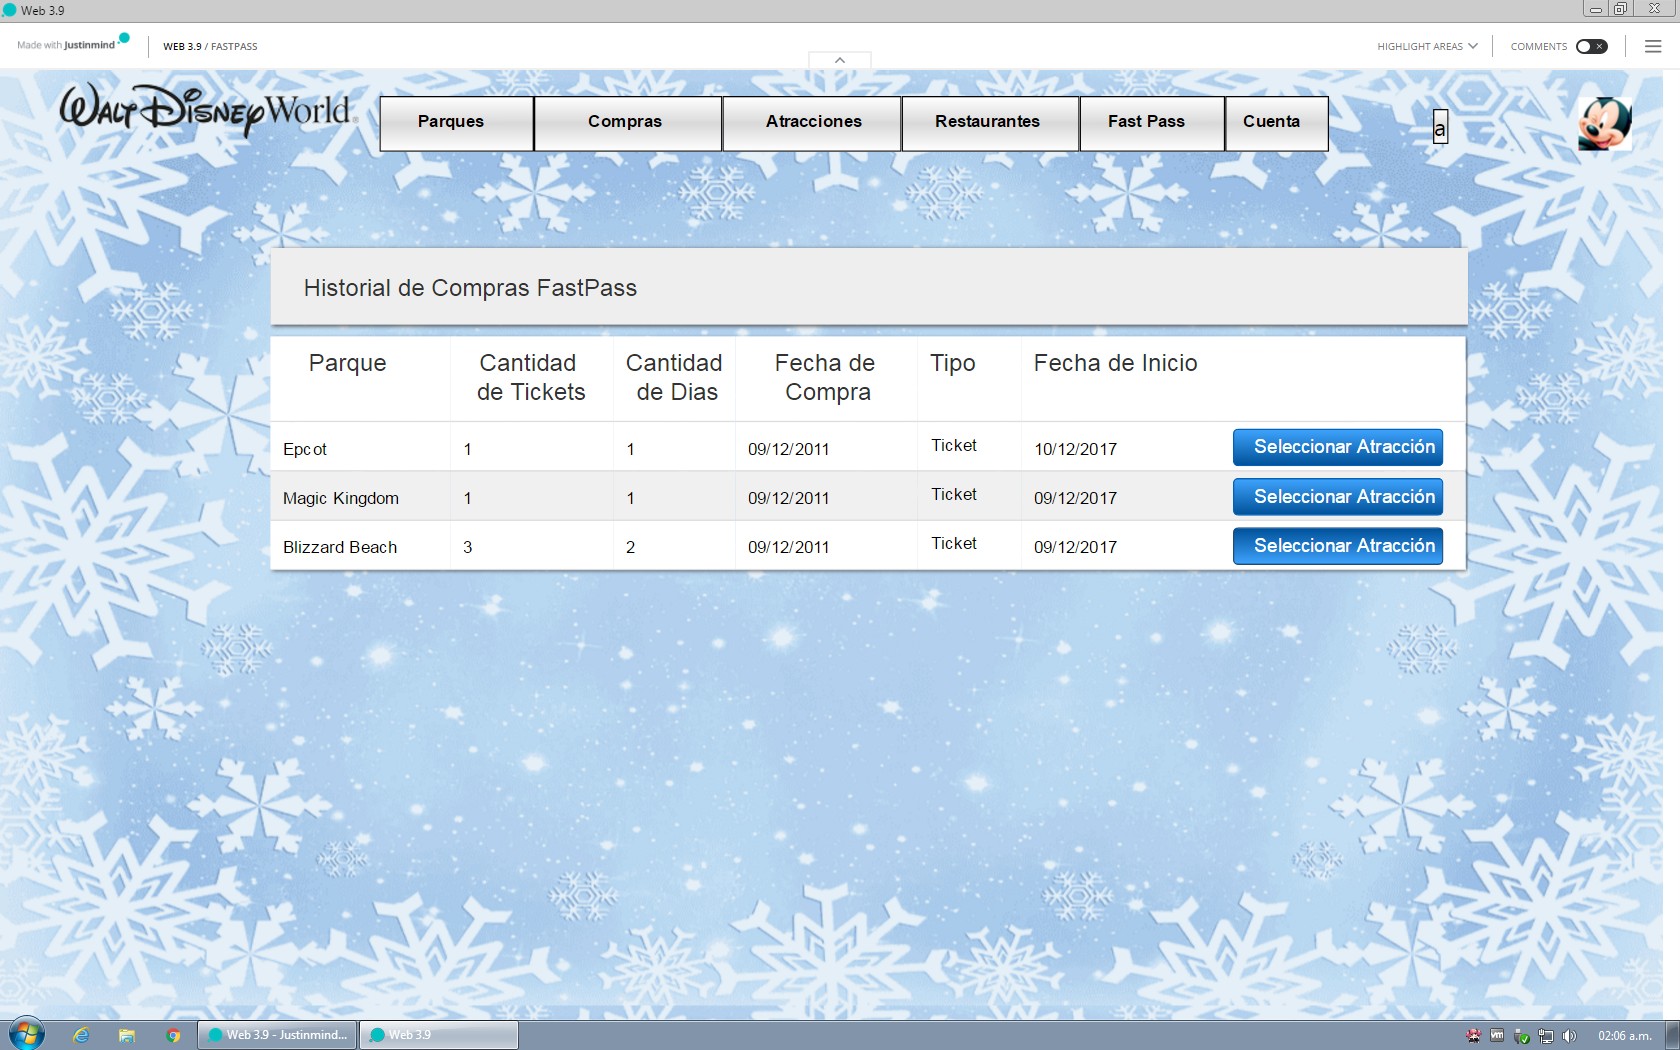 Web 3.9
Made with Justinmind
WEB 3.9 / FASTPASS
HIGHLIGHT AREAS
COMMENTS
WALT DISNEY World
Parques
Compras
Atracciones
Restaurantes
Fast Pass
Cuenta
a
Historial de Compras FastPass
Parque
Cantidad
de Tickets
Cantidad
de Dias
Fecha de
Compra
Tipo
Fecha de Inicio
Epcot 1 1 09/12/2011 Ticket 10/12/2017 Seleccionar Atracción
Magic Kingdom 1 1 09/12/2011 Ticket 09/12/2017 Seleccionar Atracción
Blizzard Beach 3 2 09/12/2011 Ticket 09/12/2017 Seleccionar Atracción
Web 3.9 - Justinmind...
Web 3.9
vm
02:06 a.m.